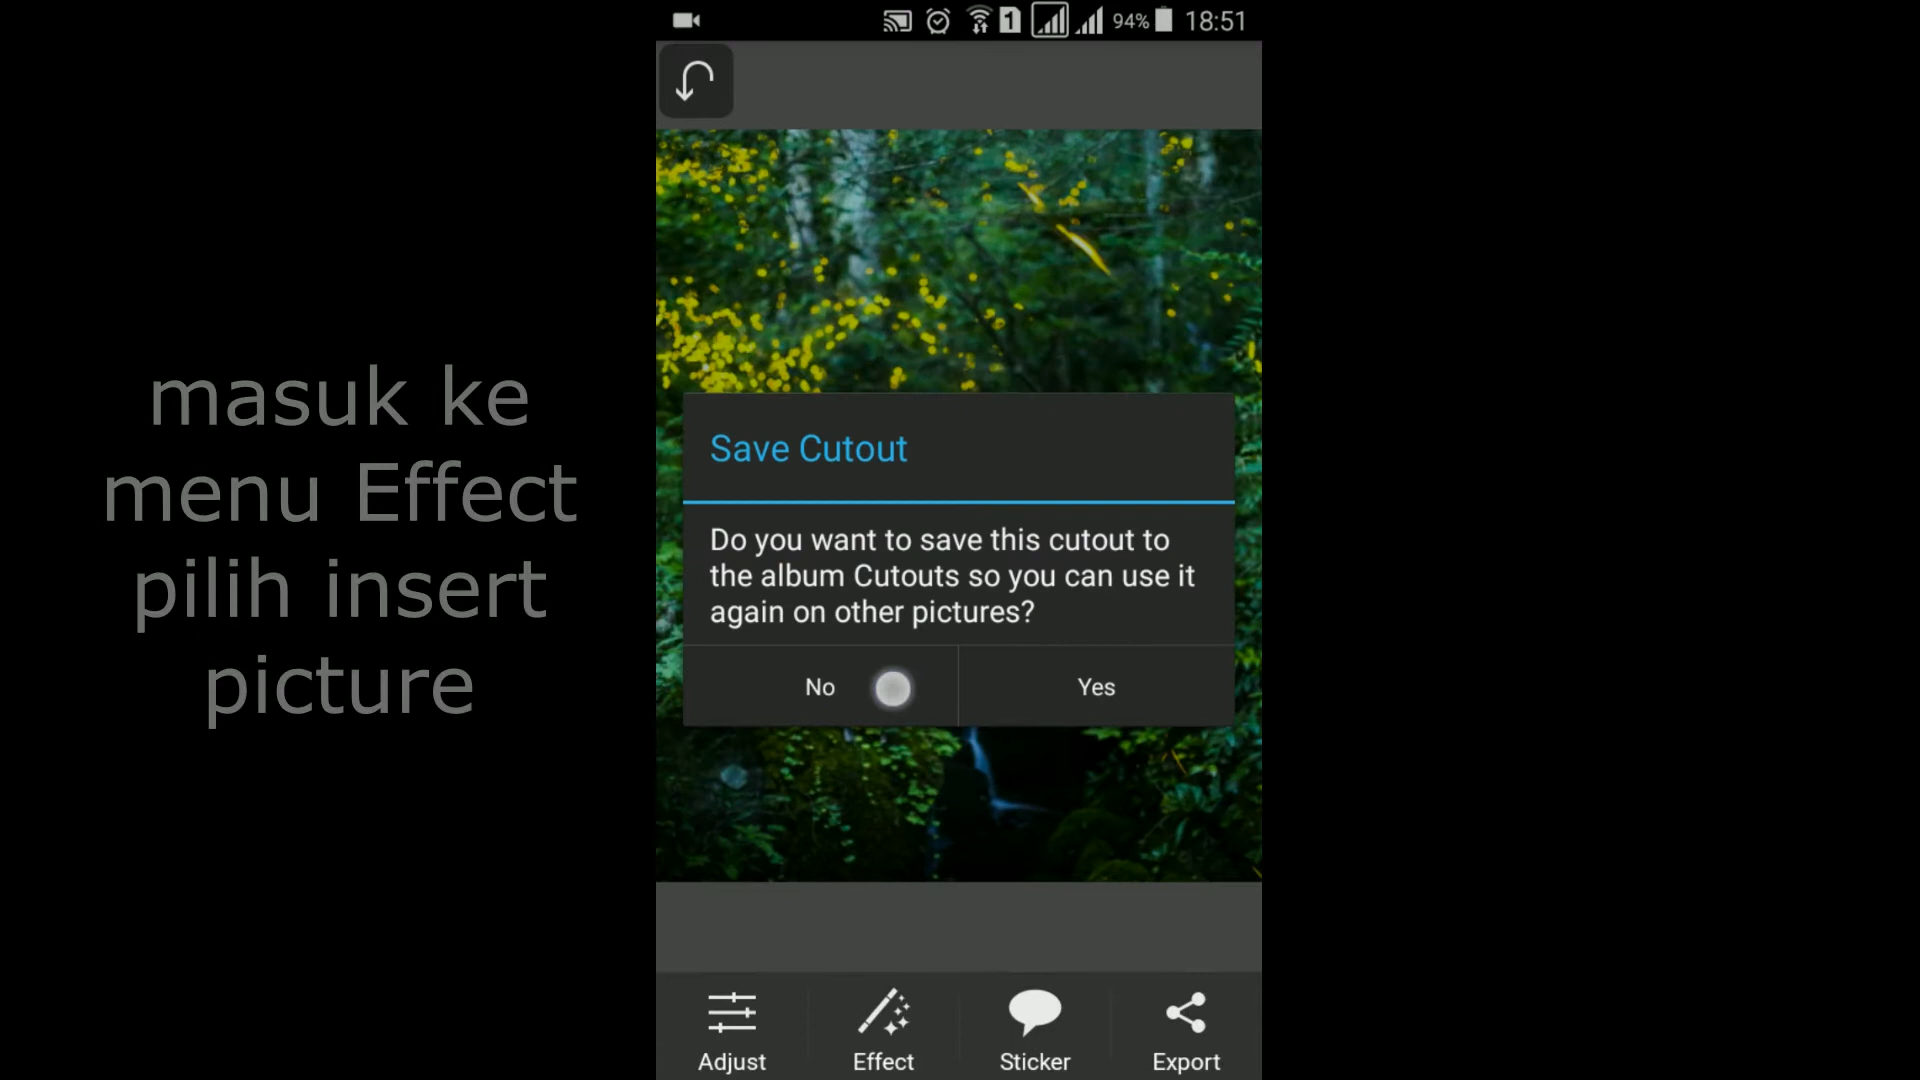 1 94% 18:51
masuk ke
menu Effect
pilih insert
picture
Save Cutout
Do you want to save this cutout to
the album Cutouts so you can use it
again on other pictures?
No Yes
Adjust Effect Sticker Export